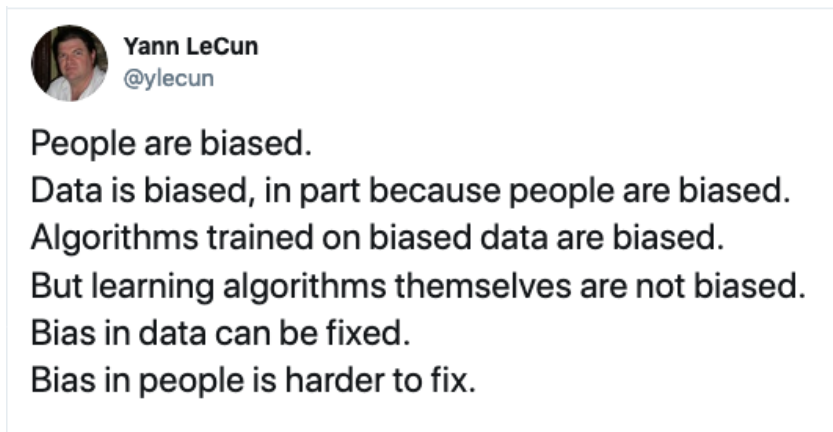 Yann LeCun
@ylecun
People are biased.
Data is biased, in part because people are biased.
Algorithms trained on biased data are biased.
But learning algorithms themselves are not biased.
Bias in data can be fixed.
Bias in people is harder to fix.